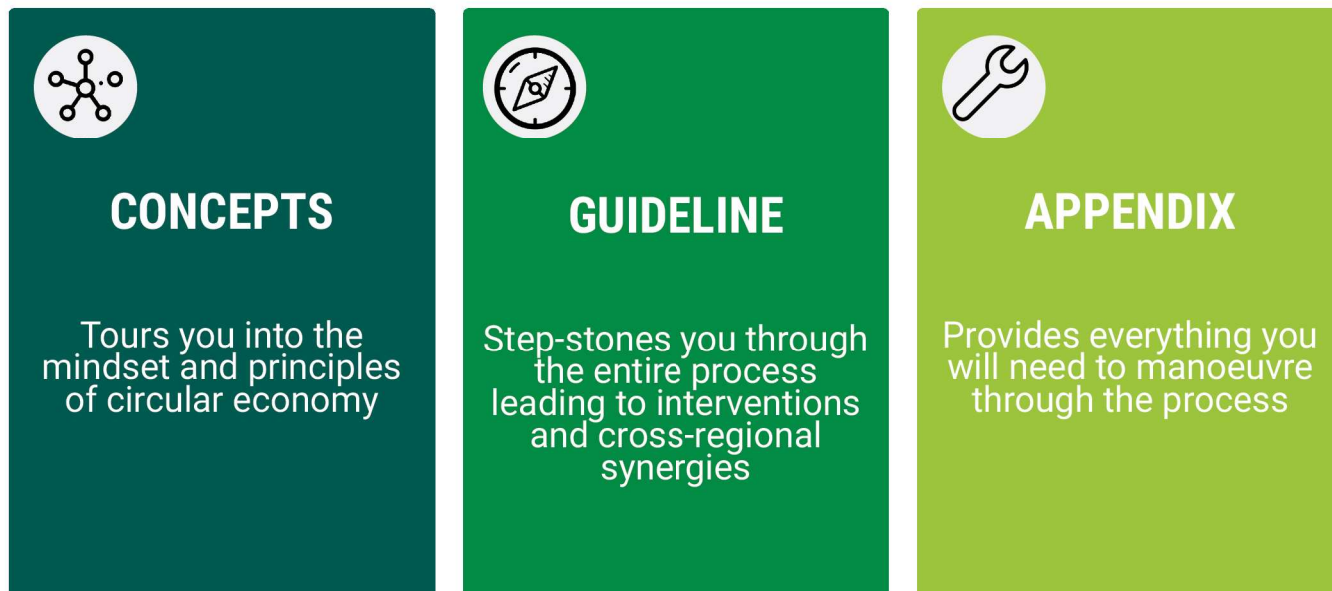 CONCEPTS
Tours you into the
mindset and principles
of circular economy
GUIDELINE
Step-stones you through
the entire process
leading to interventions
and cross-regional
synergies
APPENDIX
Provides everything you
will need to manoeuvre
through the process